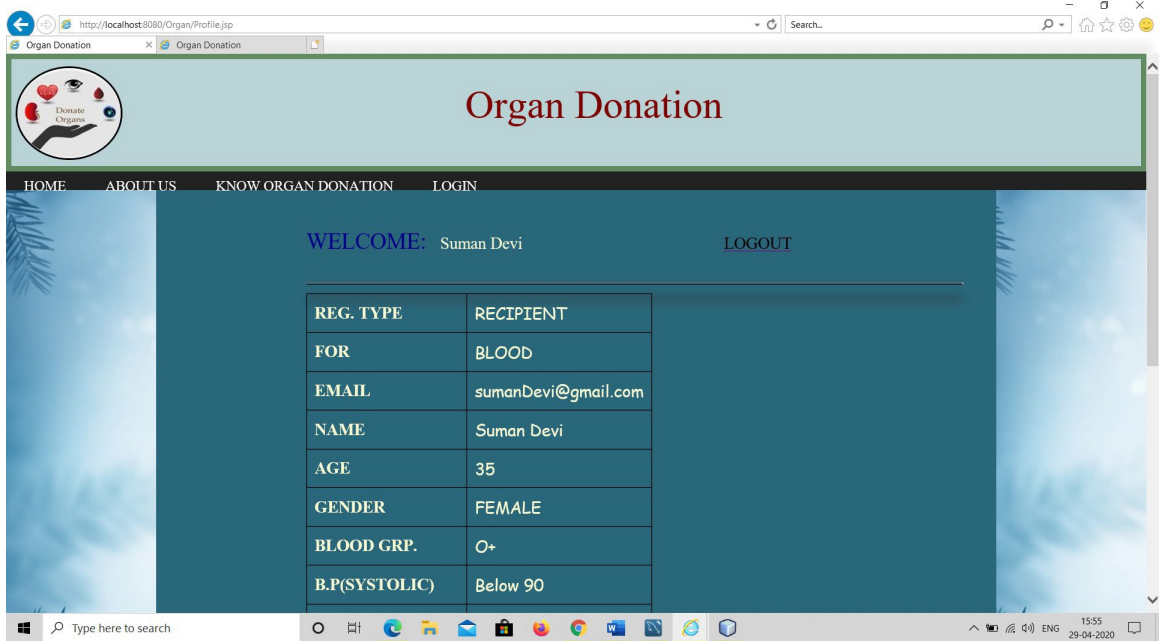 http://localhost:8080/Organ/Profile.jsp
Search...
Organ Donation
Organ Donation
Donate
Organs
Organ Donation
HOME ABOUT US KNOW ORGAN DONATION LOGIN
WELCOME: Suman Devi LOGOUT
REG. TYPE RECIPIENT
FOR BLOOD
EMAIL sumanDevi@gmail.com
NAME Suman Devi
AGE 35
GENDER FEMALE
BLOOD GRP. O+
B.P(SYSTOLIC) Below 90
Type here to search
ENG
15:55
29-04-2020